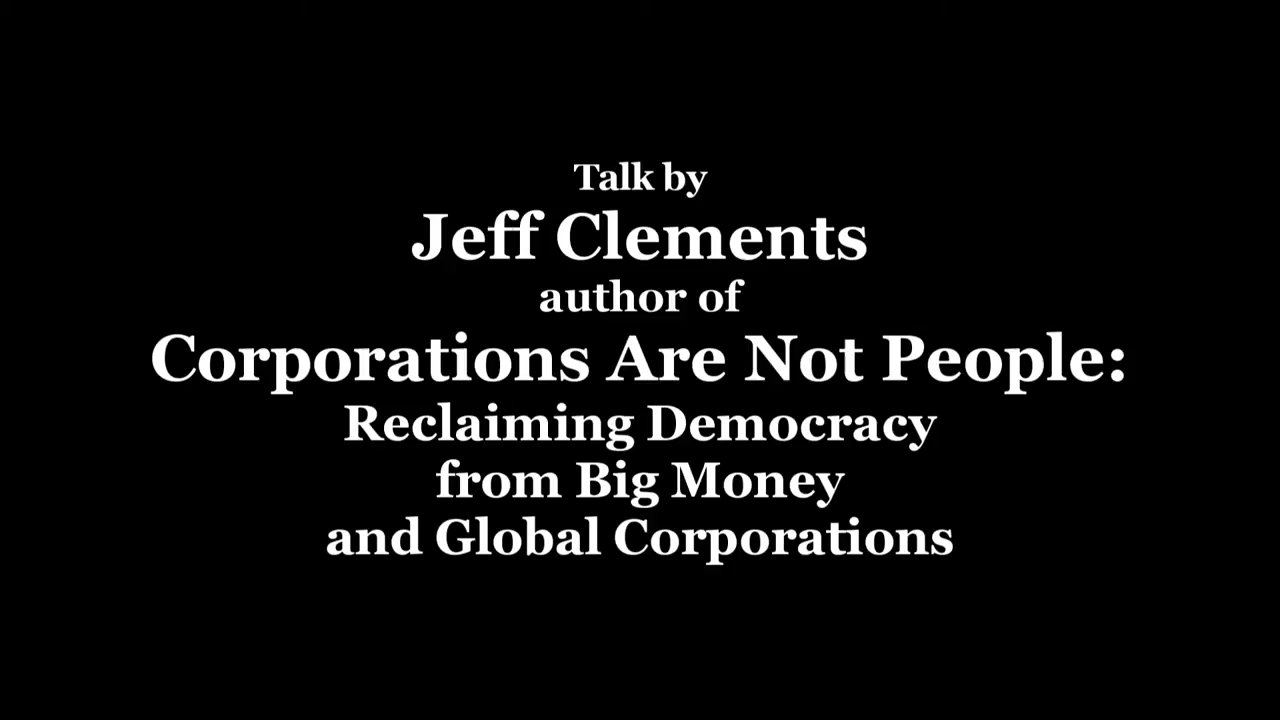 Talk by
Jeff Clements
author of
Corporations Are Not People:
Reclaiming Democracy
from Big Money
and Global Corporations